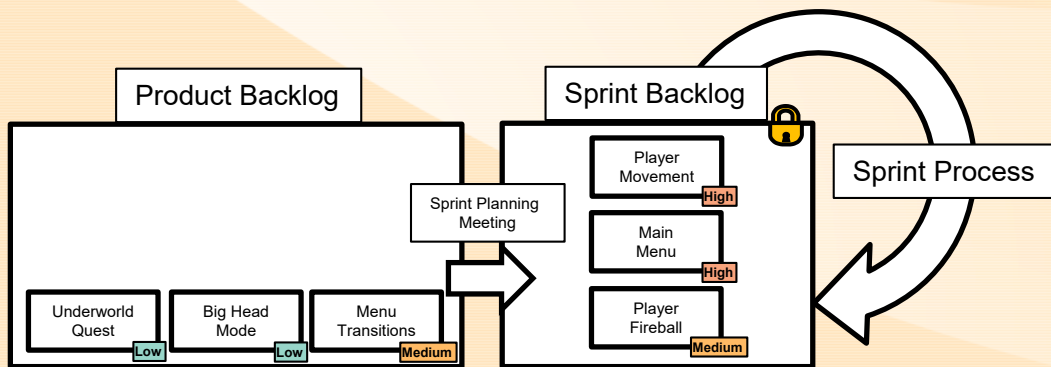 Product Backlog
Underworld
Quest
Low
Big Head
Mode
Low
Menu
Transitions
Medium
Sprint Planning
Meeting
Sprint Backlog
Player
Movement
High
Main
Menu
High
Player
Fireball
Medium
Sprint Process